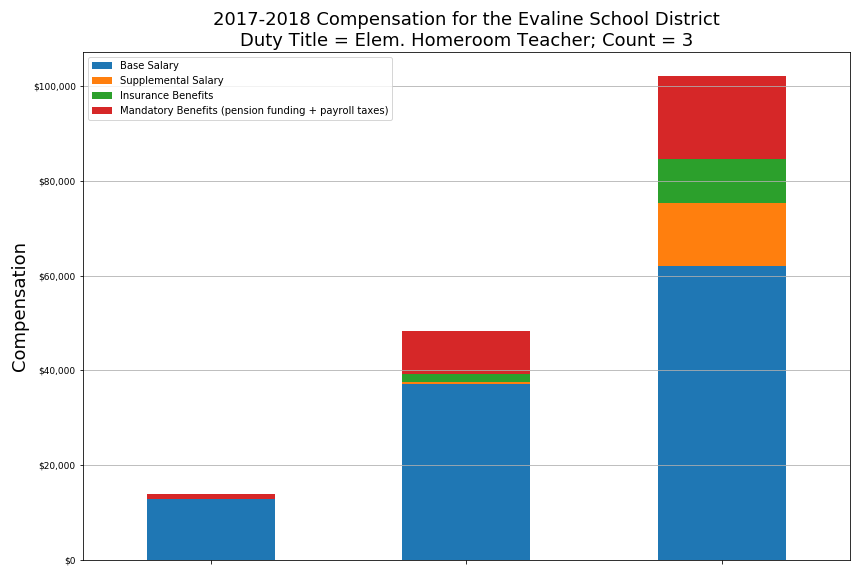 2017-2018 Compensation for the Evaline School District
Duty Title = Elem. Homeroom Teacher; Count = 3
Base Salary
Supplemental Salary
Insurance Benefits
Mandatory Benefits (pension funding + payroll taxes)
Compensation
$100,000
$80,000
$60,000
$40,000
$20,000
$0